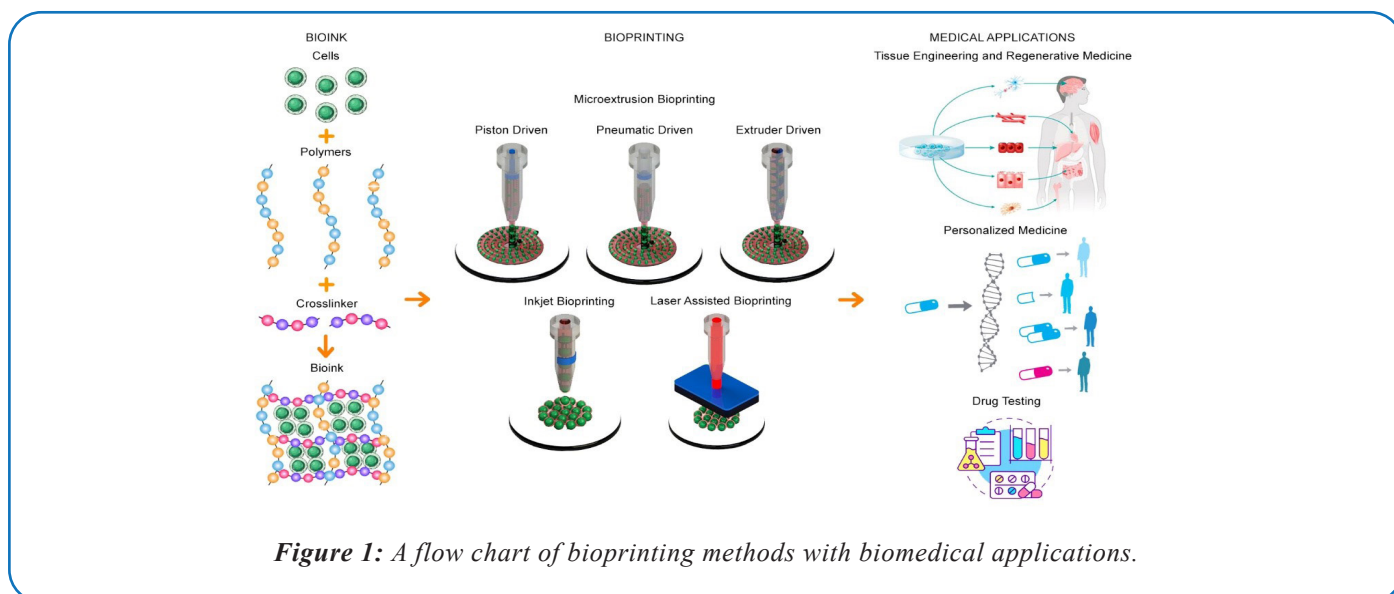 BIOINK
Cells
Polymers
Crosslinker
Bioink
BIOPRINTING
Microextrusion Bioprinting
Piston Driven
Pneumatic Driven
Extruder Driven
Inkjet Bioprinting
Laser Assisted Bioprinting
MEDICAL APPLICATIONS
Tissue Engineering and Regenerative Medicine
Personalized Medicine
Drug Testing
Figure 1: A flow chart of bioprinting methods with biomedical applications.